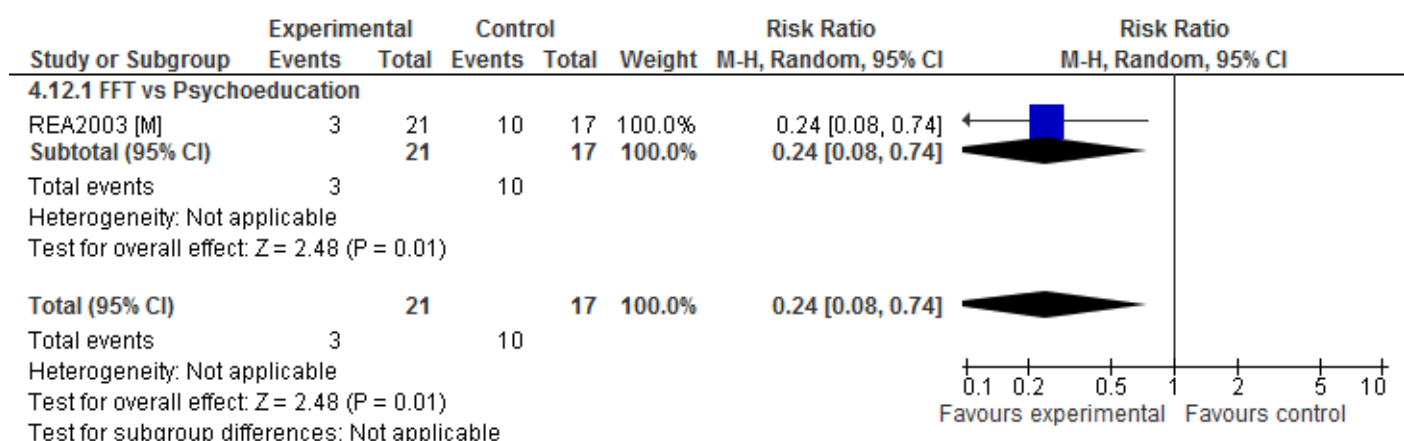 Experimental Control Risk Ratio Risk Ratio
Study or Subgroup Events Total Events Total Weight M-H, Random, 95% CI M-H, Random, 95% CI
4.12.1 FFT vs Psychoeducation
REA2003 [M] 3 21 10 17 100.0% 0.24 [0.08, 0.74]
Subtotal (95% CI) 21 17 100.0% 0.24 [0.08, 0.74]
Total events 3 10
Heterogeneity: Not applicable
Test for overall effect: Z = 2.48 (P = 0.01)
Total (95% CI) 21 17 100.0% 0.24 [0.08, 0.74]
Total events 3 10
Heterogeneity: Not applicable
Test for overall effect: Z = 2.48 (P = 0.01)
Test for subgroup differences: Not applicable
0.1 0.2 0.5 1 2 5 10
Favours experimental Favours control